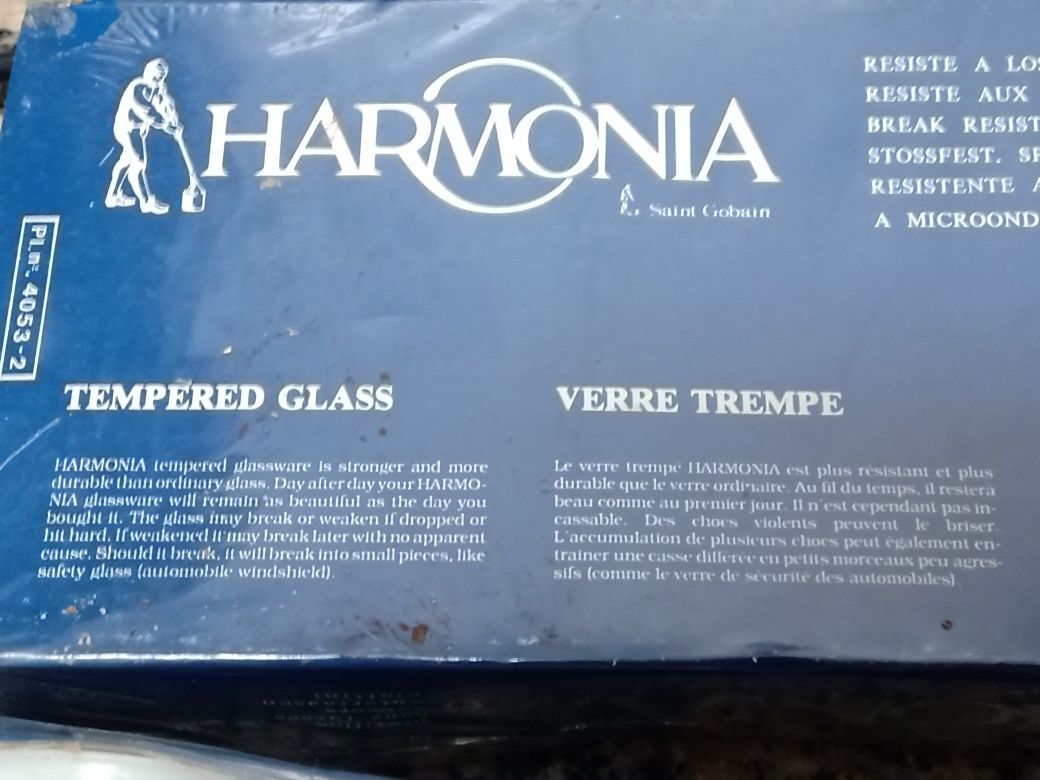 HARMONIA
Saint Gobain
RESISTE A LOS
RESISTE AUX
BREAK RESIST
STOSSFEST. SP
RESISTENTE A
A MICROOND
Pl. nº. 4053-2
TEMPERED GLASS
HARMONIA tempered glassware is stronger and more
durable than ordinary glass. Day after day your HARMO-
NIA glassware will remain as beautiful as the day you
bought it. The glass may break or weaken if dropped or
hit hard. If weakened it may break later with no apparent
cause. Should it break, it will break into small pieces, like
safety glass (automobile windshield).
VERRE TREMPE
Le verre trempé HARMONIA est plus résistant et plus
durable que le verre ordinaire. Au fil du temps, il restera
beau comme au premier jour. Il n'est cependant pas in-
cassable. Des chocs violents peuvent le briser.
L'accumulation de plusieurs chocs peut également en-
trainer une casse différée en petits morceaux peu agres-
sifs (comme le verre de sécurité des automobiles).